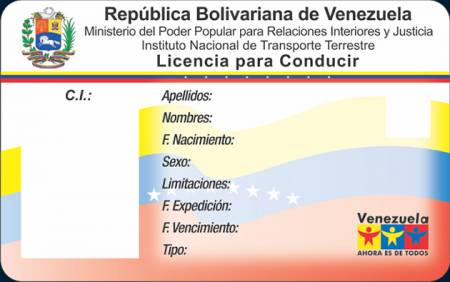 República Bolivariana de Venezuela
Ministerio del Poder Popular para Relaciones Interiores y Justicia
Instituto Nacional de Transporte Terrestre
Licencia para Conducir
C.I.:
Apellidos:
Nombres:
F. Nacimiento:
Sexo:
Limitaciones:
F. Expedición:
F. Vencimiento:
Tipo:
Venezuela
AHORA ES DE TODOS